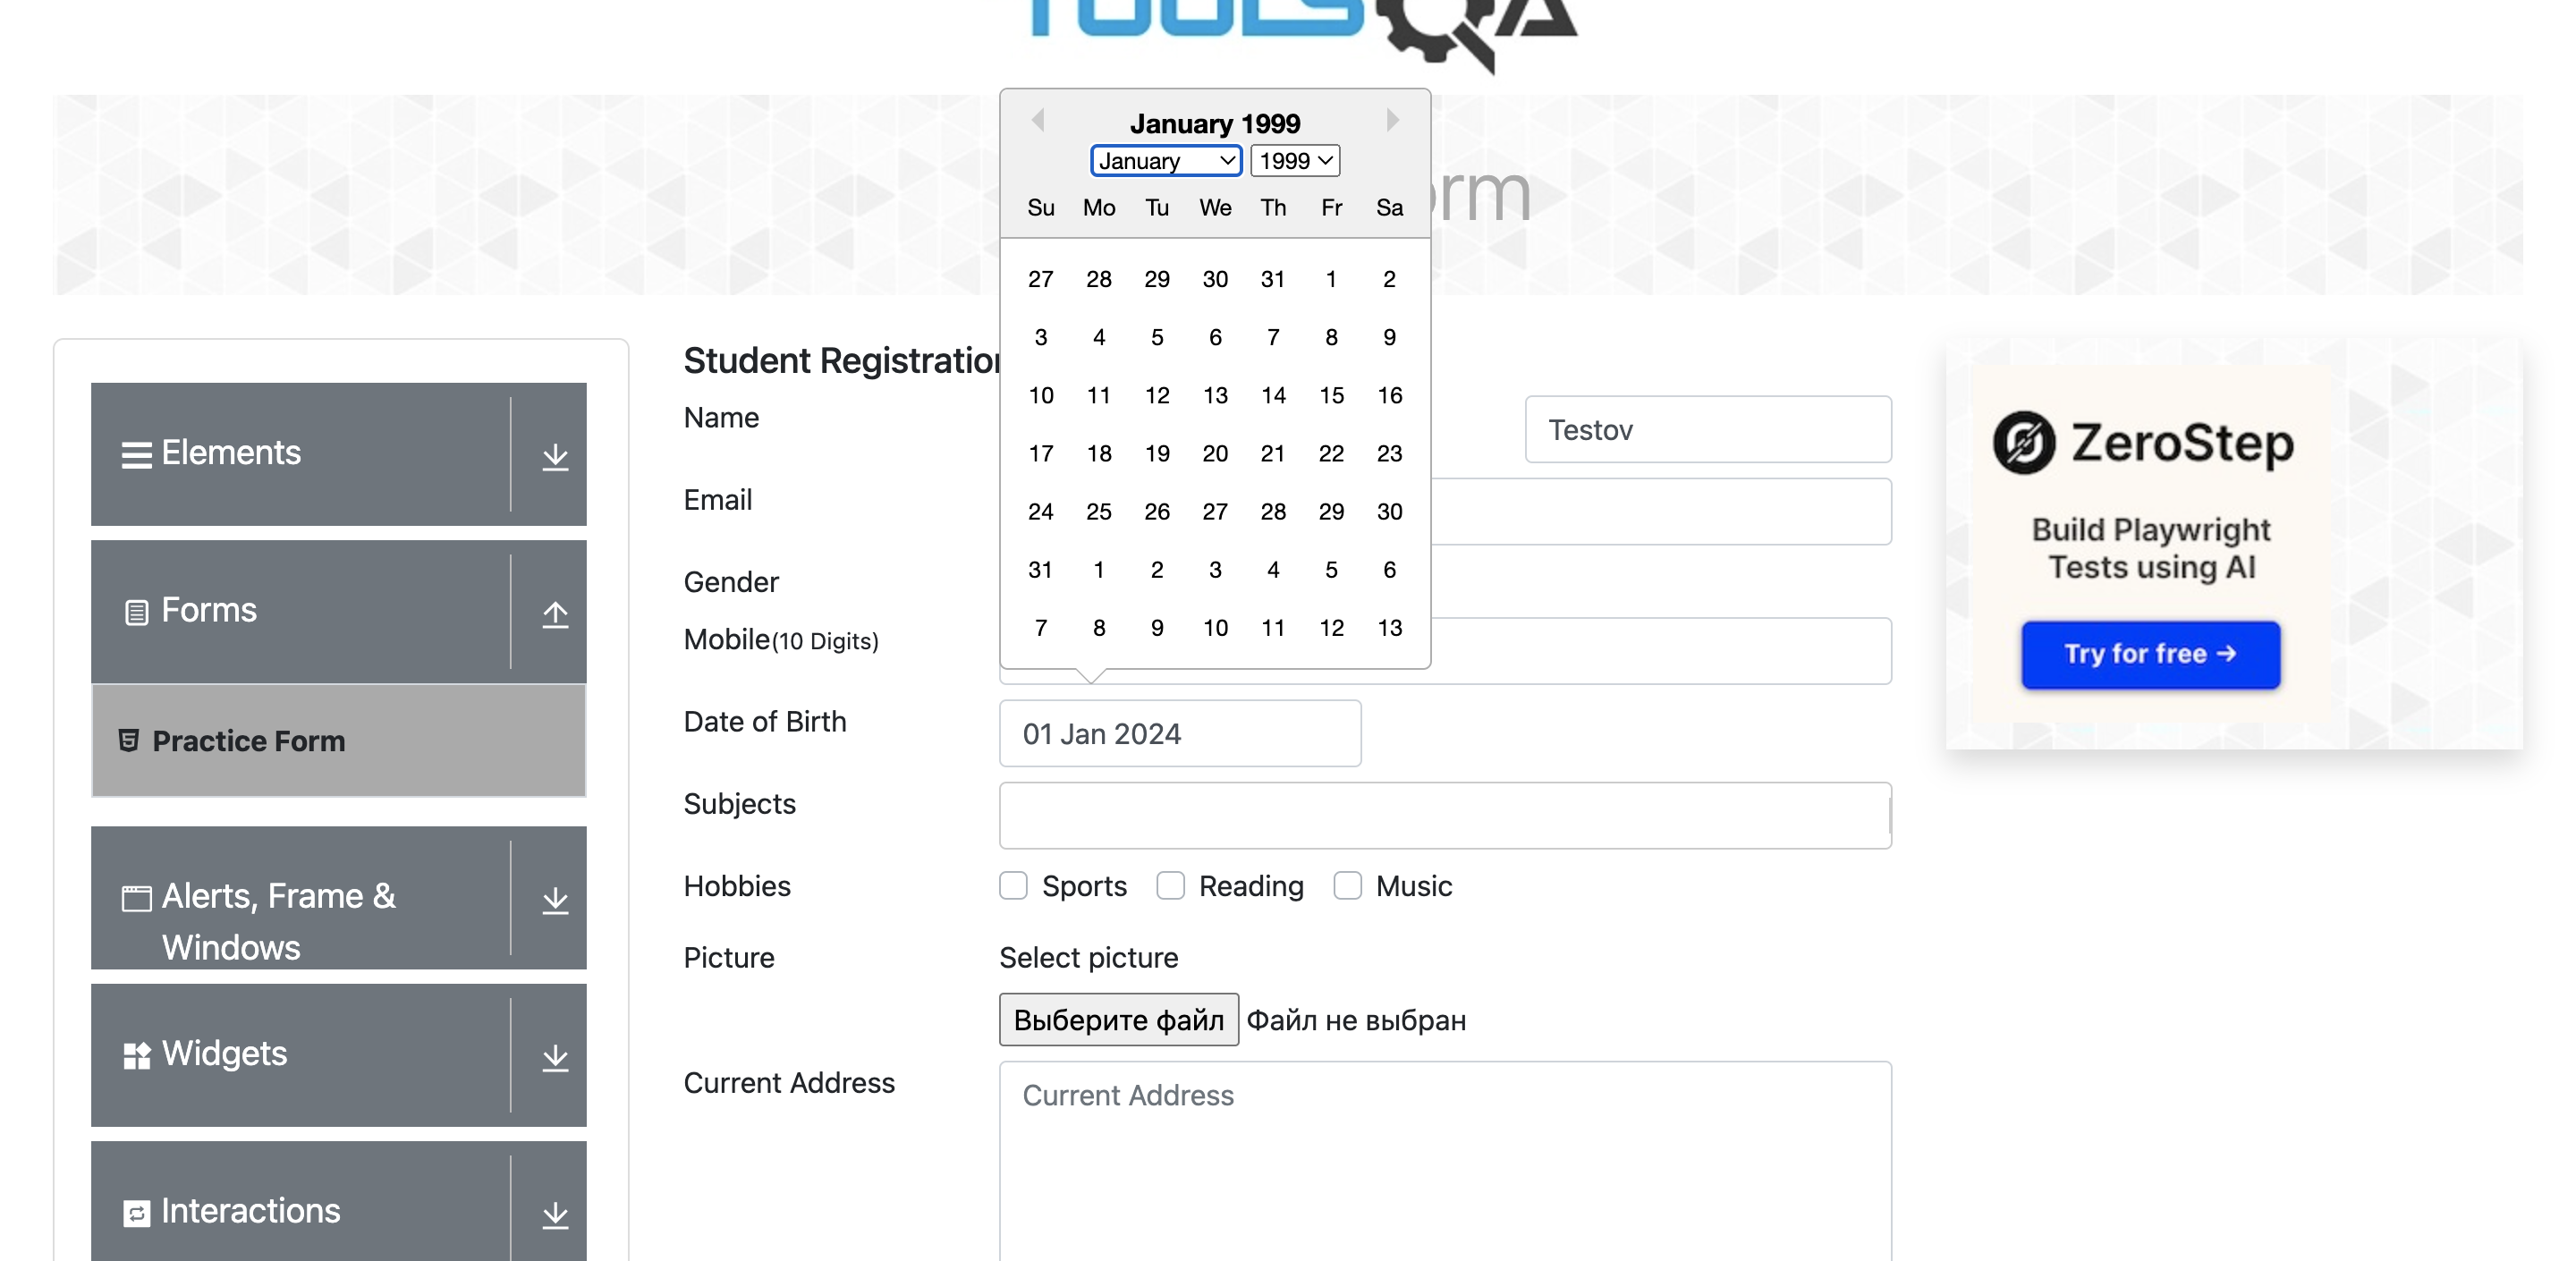 TOOLSQA
January 1999
January 1999
Su Mo Tu We Th Fr Sa
27 28 29 30 31 1 2
3 4 5 6 7 8 9
10 11 12 13 14 15 16
17 18 19 20 21 22 23
24 25 26 27 28 29 30
31 1 2 3 4 5 6
7 8 9 10 11 12 13
Elements
Forms
Practice Form
Alerts, Frame &
Windows
Widgets
Interactions
Student Registration
Name
Testov
Email
Gender
Mobile(10 Digits)
Date of Birth
01 Jan 2024
Subjects
Hobbies
Sports Reading Music
Picture
Select picture
Выберите файл Файл не выбран
Current Address
Current Address
ZeroStep
Build Playwright
Tests using AI
Try for free →